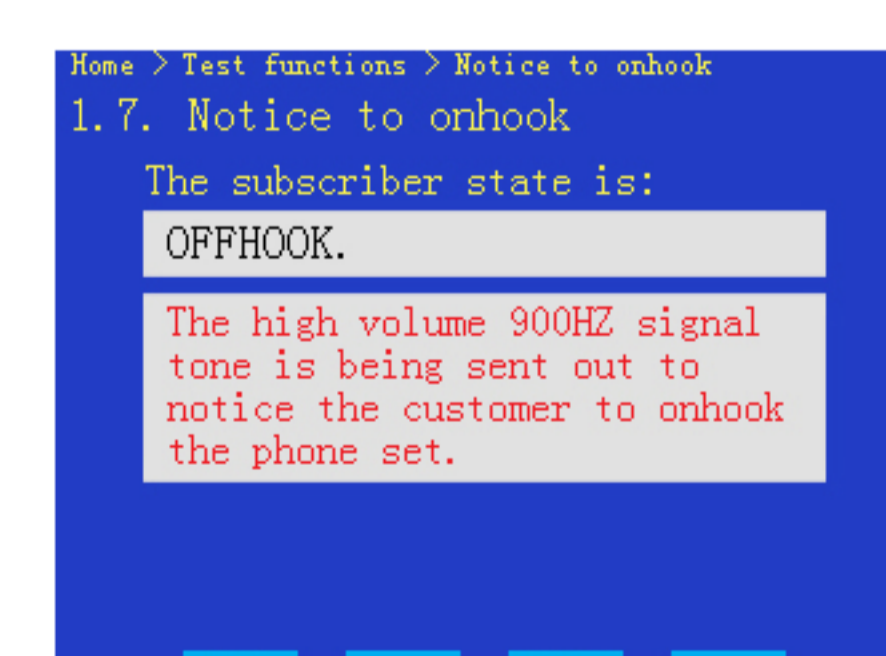 Home > Test functions > Notice to onhook
1.7. Notice to onhook
The subscriber state is:
OFFHOOK.
The high volume 900HZ signal
tone is being sent out to
notice the customer to onhook
the phone set.